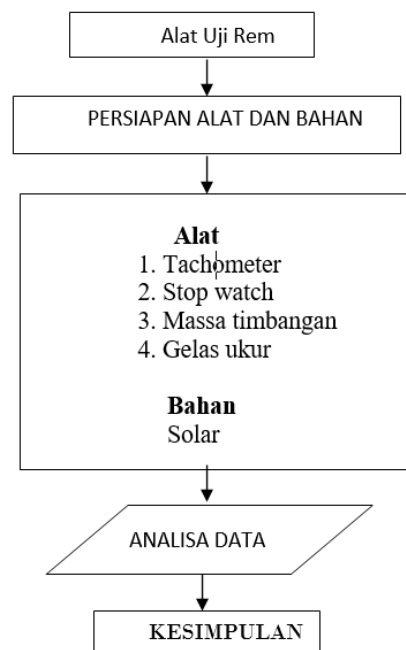 Alat Uji Rem
PERSIAPAN ALAT DAN BAHAN
Alat
1. Tachometer
2. Stop watch
3. Massa timbangan
4. Gelas ukur
Bahan
Solar
ANALISA DATA
KESIMPULAN